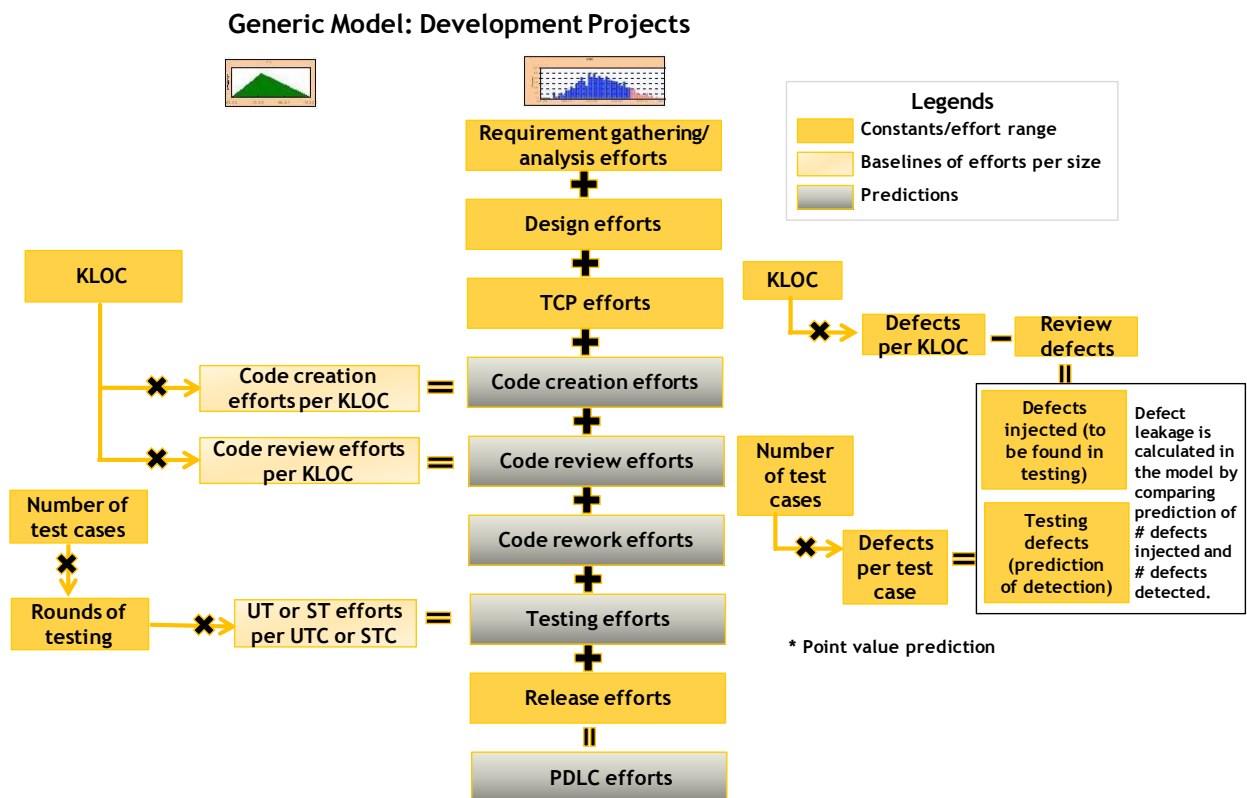 Generic Model: Development Projects
Legends
Constants/effort range
Baselines of efforts per size
Predictions
Requirement gathering/
analysis efforts
Design efforts
TCP efforts
Code creation efforts
Code review efforts
Code rework efforts
Testing efforts
Release efforts
PDLC efforts
KLOC
Code creation
efforts per KLOC
Code review efforts
per KLOC
Number of
test cases
Rounds of
testing
UT or ST efforts
per UTC or STC
KLOC
Defects
per KLOC
Review
defects
Number
of test
cases
Defects
per test
case
Defects
injected (to
be found in
testing)
Testing
defects
(prediction
of detection)
Defect
leakage is
calculated in
the model by
comparing
prediction of
# defects
injected and
# defects
detected.
* Point value prediction